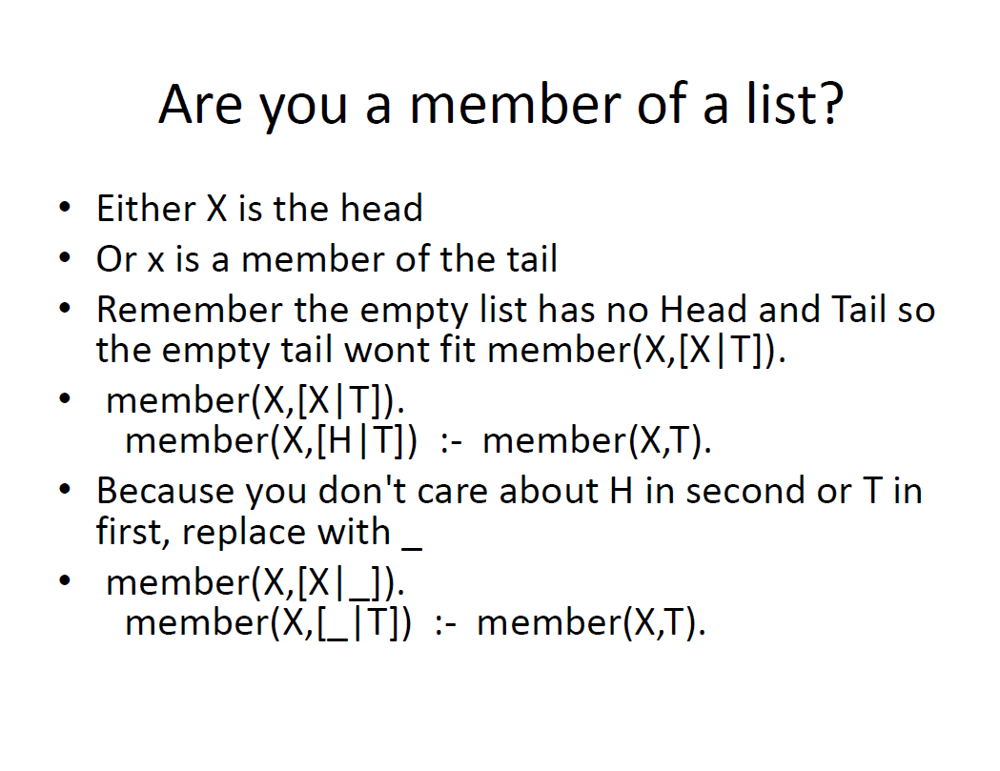 Are you a member of a list?
• Either X is the head
• Or x is a member of the tail
• Remember the empty list has no Head and Tail so
the empty tail wont fit member(X,[X|T]).
• member(X,[X|T]).
member(X,[H|T]) :- member(X,T).
• Because you don't care about H in second or T in
first, replace with _
• member(X,[X|_]).
member(X,[_|T]) :- member(X,T).